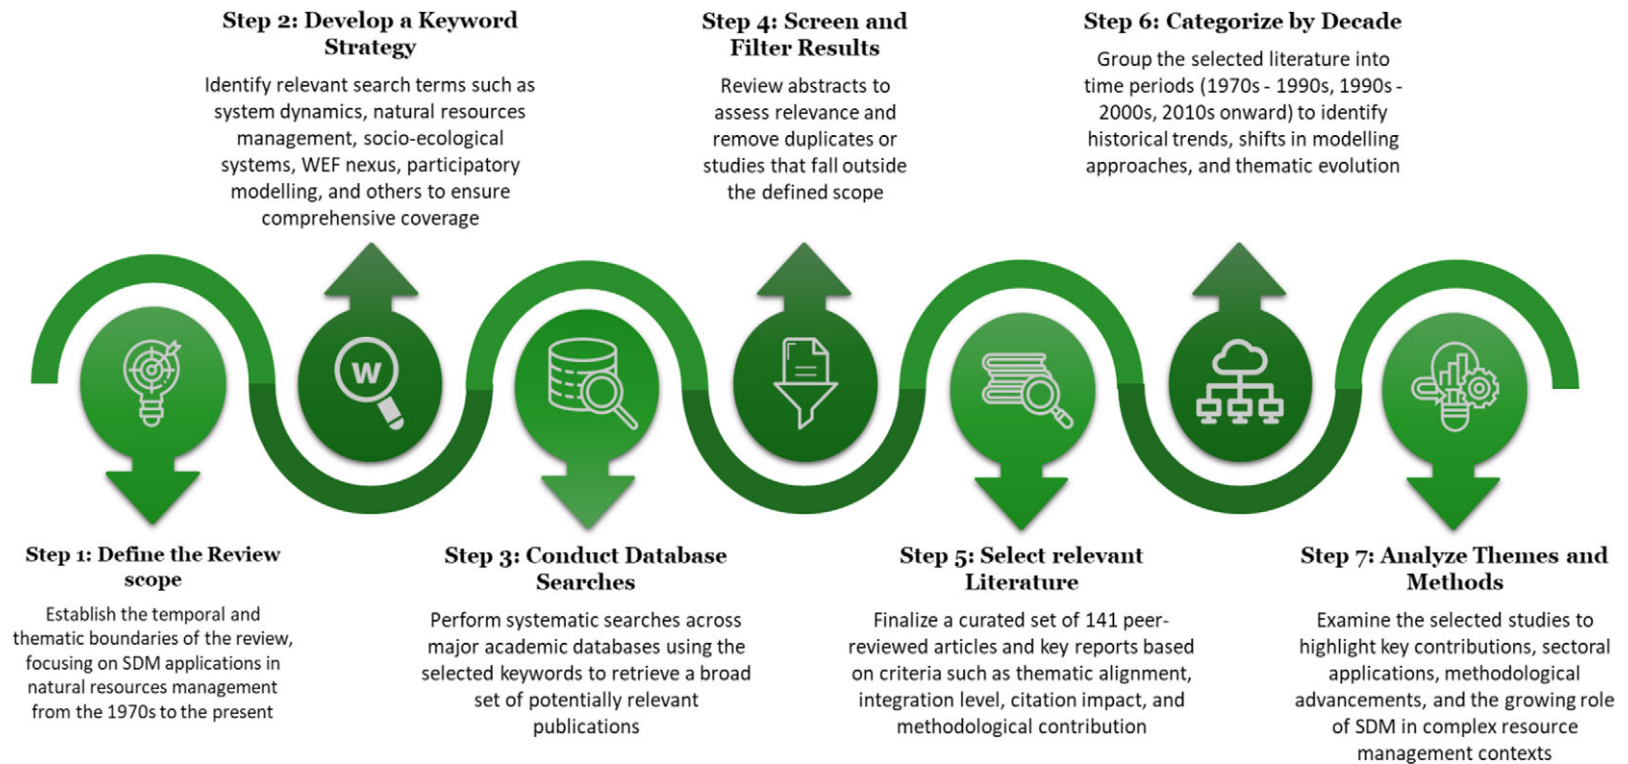 Step 2: Develop a Keyword
Strategy
Identify relevant search terms such as
system dynamics, natural resources
management, socio-ecological
systems, WEF nexus, participatory
modelling, and others to ensure
comprehensive coverage
Step 4: Screen and
Filter Results
Review abstracts to
assess relevance and
remove duplicates or
studies that fall outside
the defined scope
Step 6: Categorize by Decade
Group the selected literature into
time periods (1970s - 1990s, 1990s -
2000s, 2010s onward) to identify
historical trends, shifts in modelling
approaches, and thematic evolution
W
Step 1: Define the Review
scope
Establish the temporal and
thematic boundaries of the review,
focusing on SDM applications in
natural resources management
from the 1970s to the present
Step 3: Conduct Database
Searches
Perform systematic searches across
major academic databases using the
selected keywords to retrieve a broad
set of potentially relevant
publications
Step 5: Select relevant
Literature
Finalize a curated set of 141 peer-
reviewed articles and key reports based
on criteria such as thematic alignment,
integration level, citation impact, and
methodological contribution
Step 7: Analyze Themes and
Methods
Examine the selected studies to
highlight key contributions, sectoral
applications, methodological
advancements, and the growing role
of SDM in complex resource
management contexts